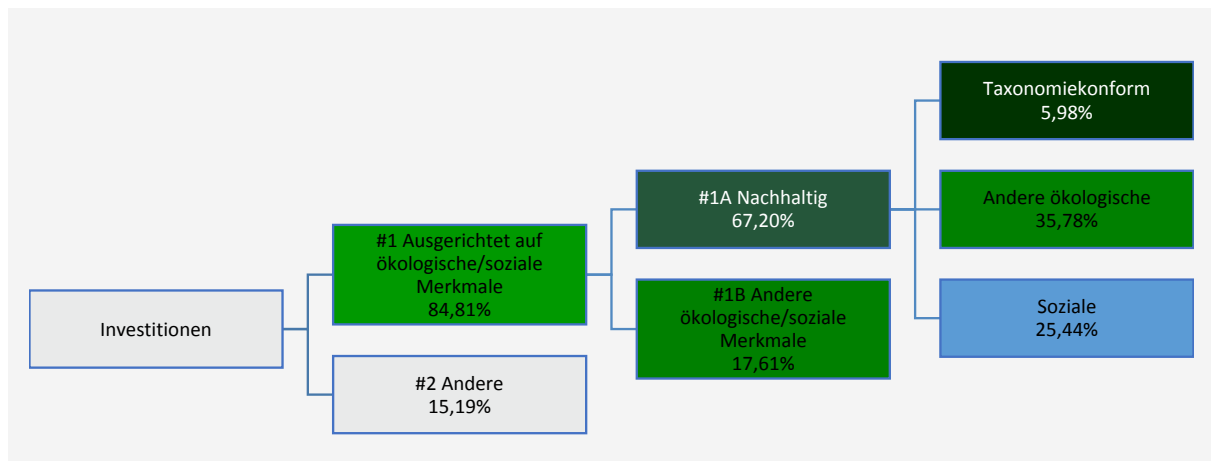 Investitionen
#1 Ausgerichtet auf
ökologische/soziale
Merkmale
84,81%
#2 Andere
15,19%
#1A Nachhaltig
67,20%
#1B Andere
ökologische/soziale
Merkmale
17,61%
Taxonomiekonform
5,98%
Andere ökologische
35,78%
Soziale
25,44%